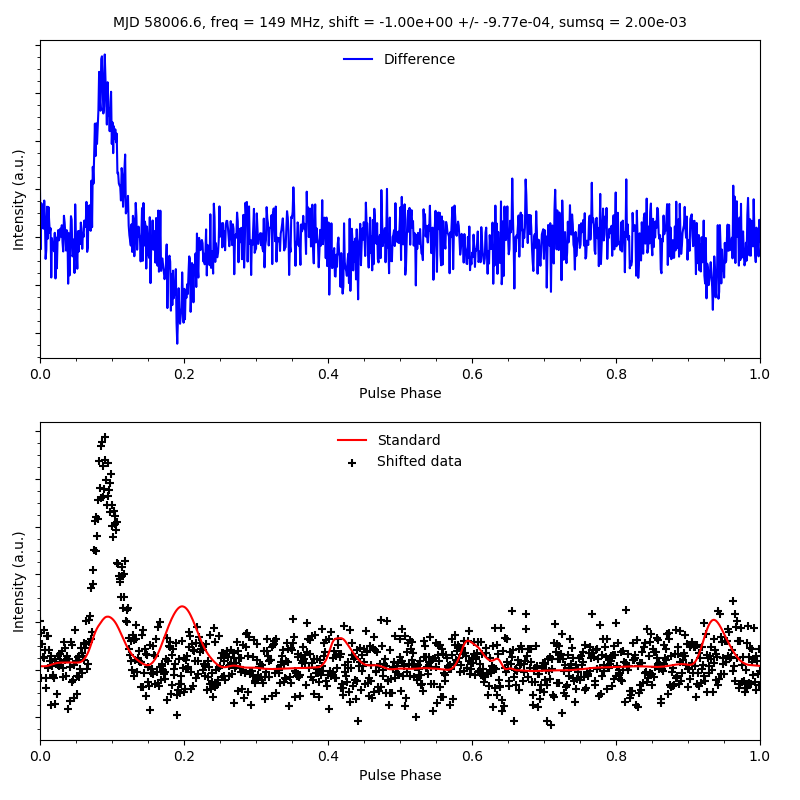 MJD 58006.6, freq = 149 MHz, shift = -1.00e+00 +/- -9.77e-04, sumsq = 2.00e-03
Difference
Intensity (a.u.)
0.0 0.2 0.4 0.6 0.8 1.0
Pulse Phase
Standard
Shifted data
Intensity (a.u.)
0.0 0.2 0.4 0.6 0.8 1.0
Pulse Phase